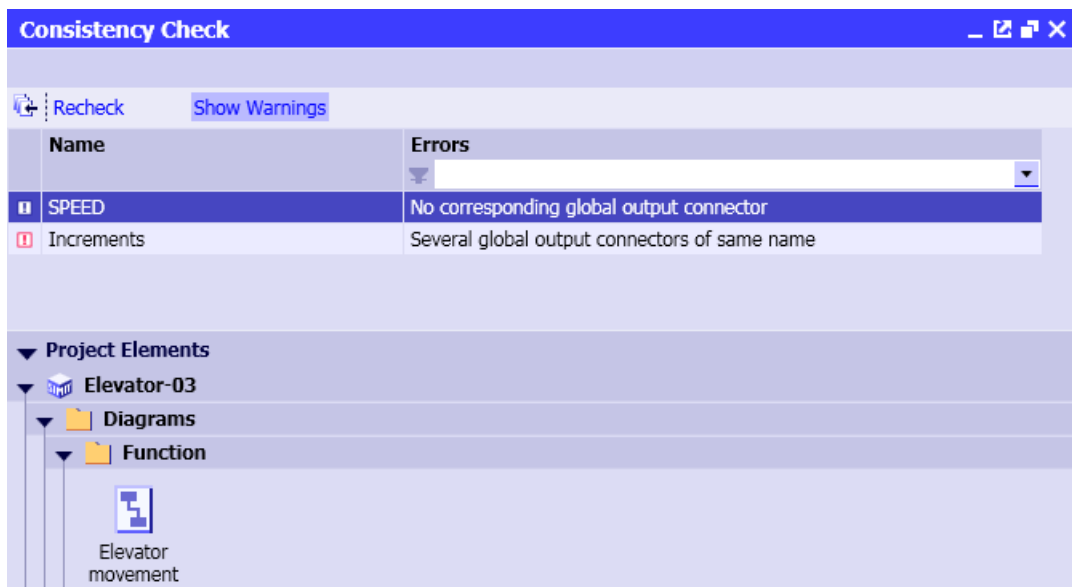 Consistency Check
Recheck Show Warnings
Name Errors
SPEED No corresponding global output connector
Increments Several global output connectors of same name
Project Elements
Elevator-03
Diagrams
Function
Elevator
movement